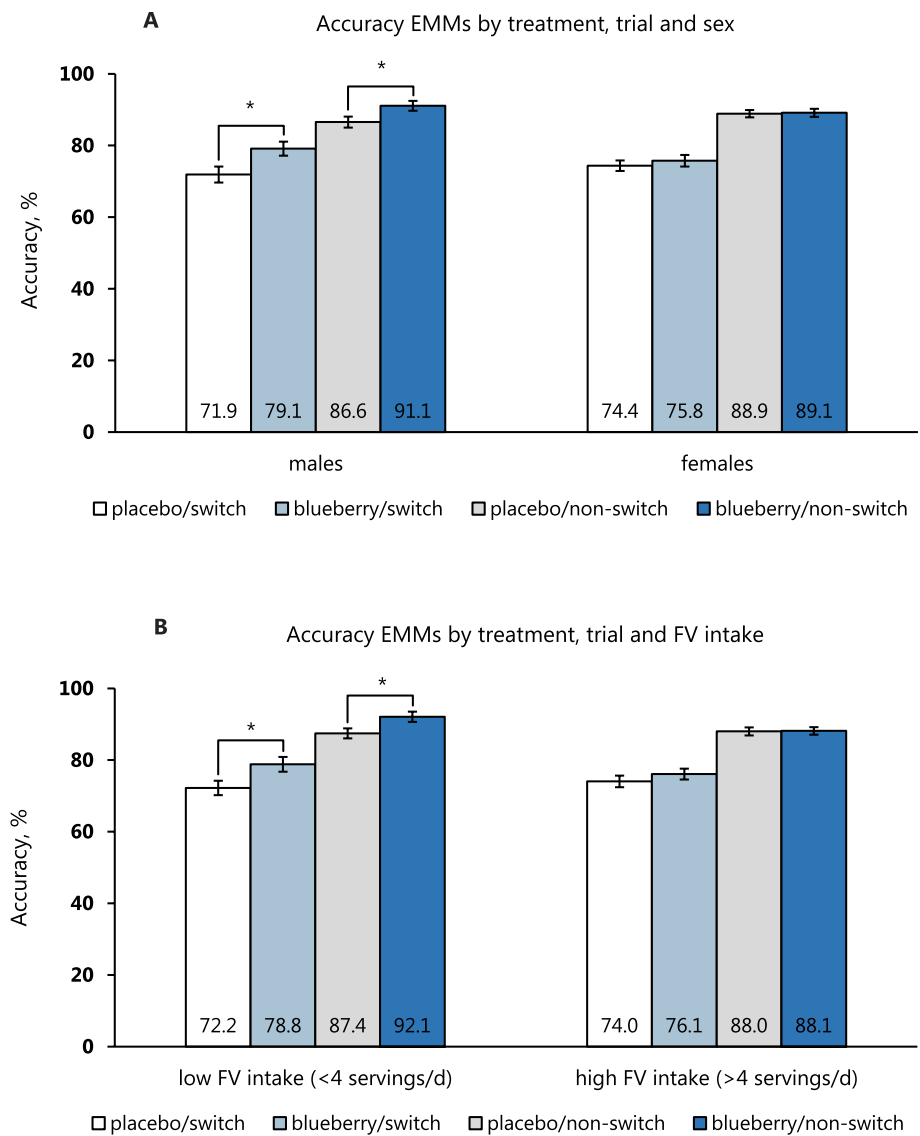 A
Accuracy EMMs by treatment, trial and sex
Accuracy, %
100
80
60
40
20
0
*
*
71.9 79.1 86.6 91.1
74.4 75.8 88.9 89.1
males
females
placebo/switch blueberry/switch placebo/non-switch blueberry/non-switch
B
Accuracy EMMs by treatment, trial and FV intake
Accuracy, %
100
80
60
40
20
0
*
*
72.2 78.8 87.4 92.1
74.0 76.1 88.0 88.1
low FV intake (<4 servings/d)
high FV intake (>4 servings/d)
placebo/switch blueberry/switch placebo/non-switch blueberry/non-switch